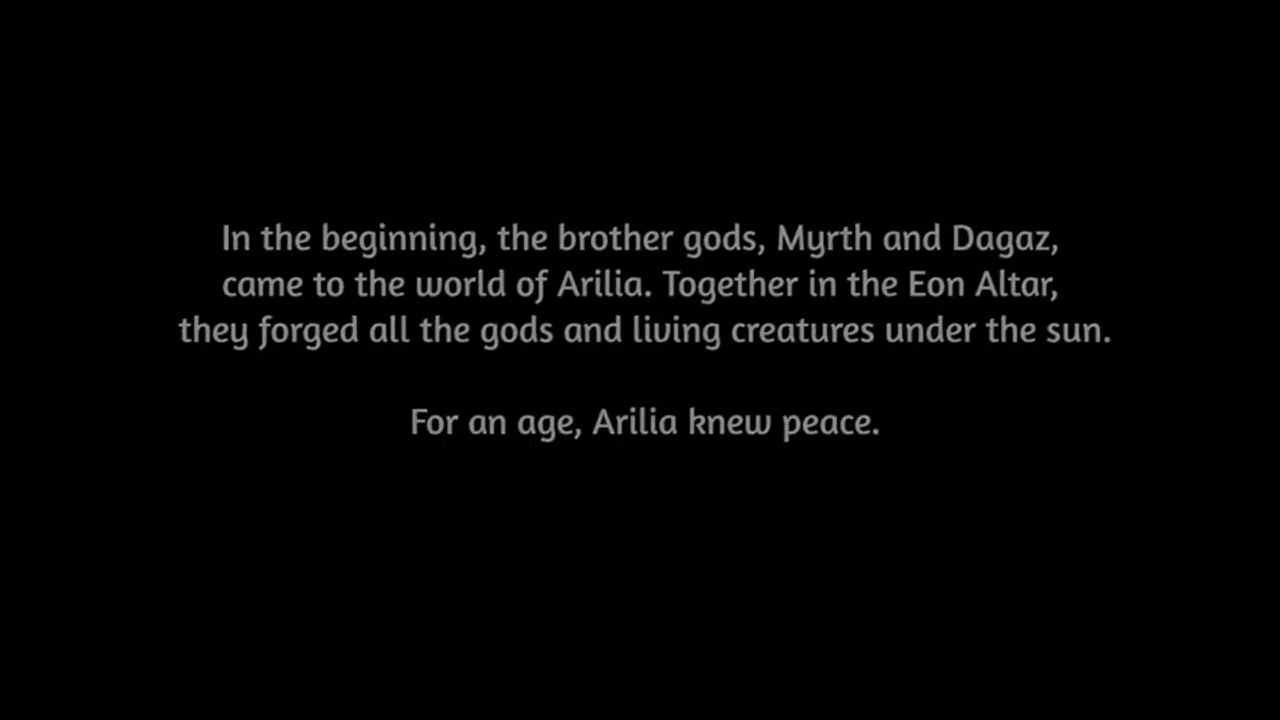 In the beginning, the brother gods, Myrth and Dagaz,
came to the world of Arilia. Together in the Eon Altar,
they forged all the gods and living creatures under the sun.
For an age, Arilia knew peace.